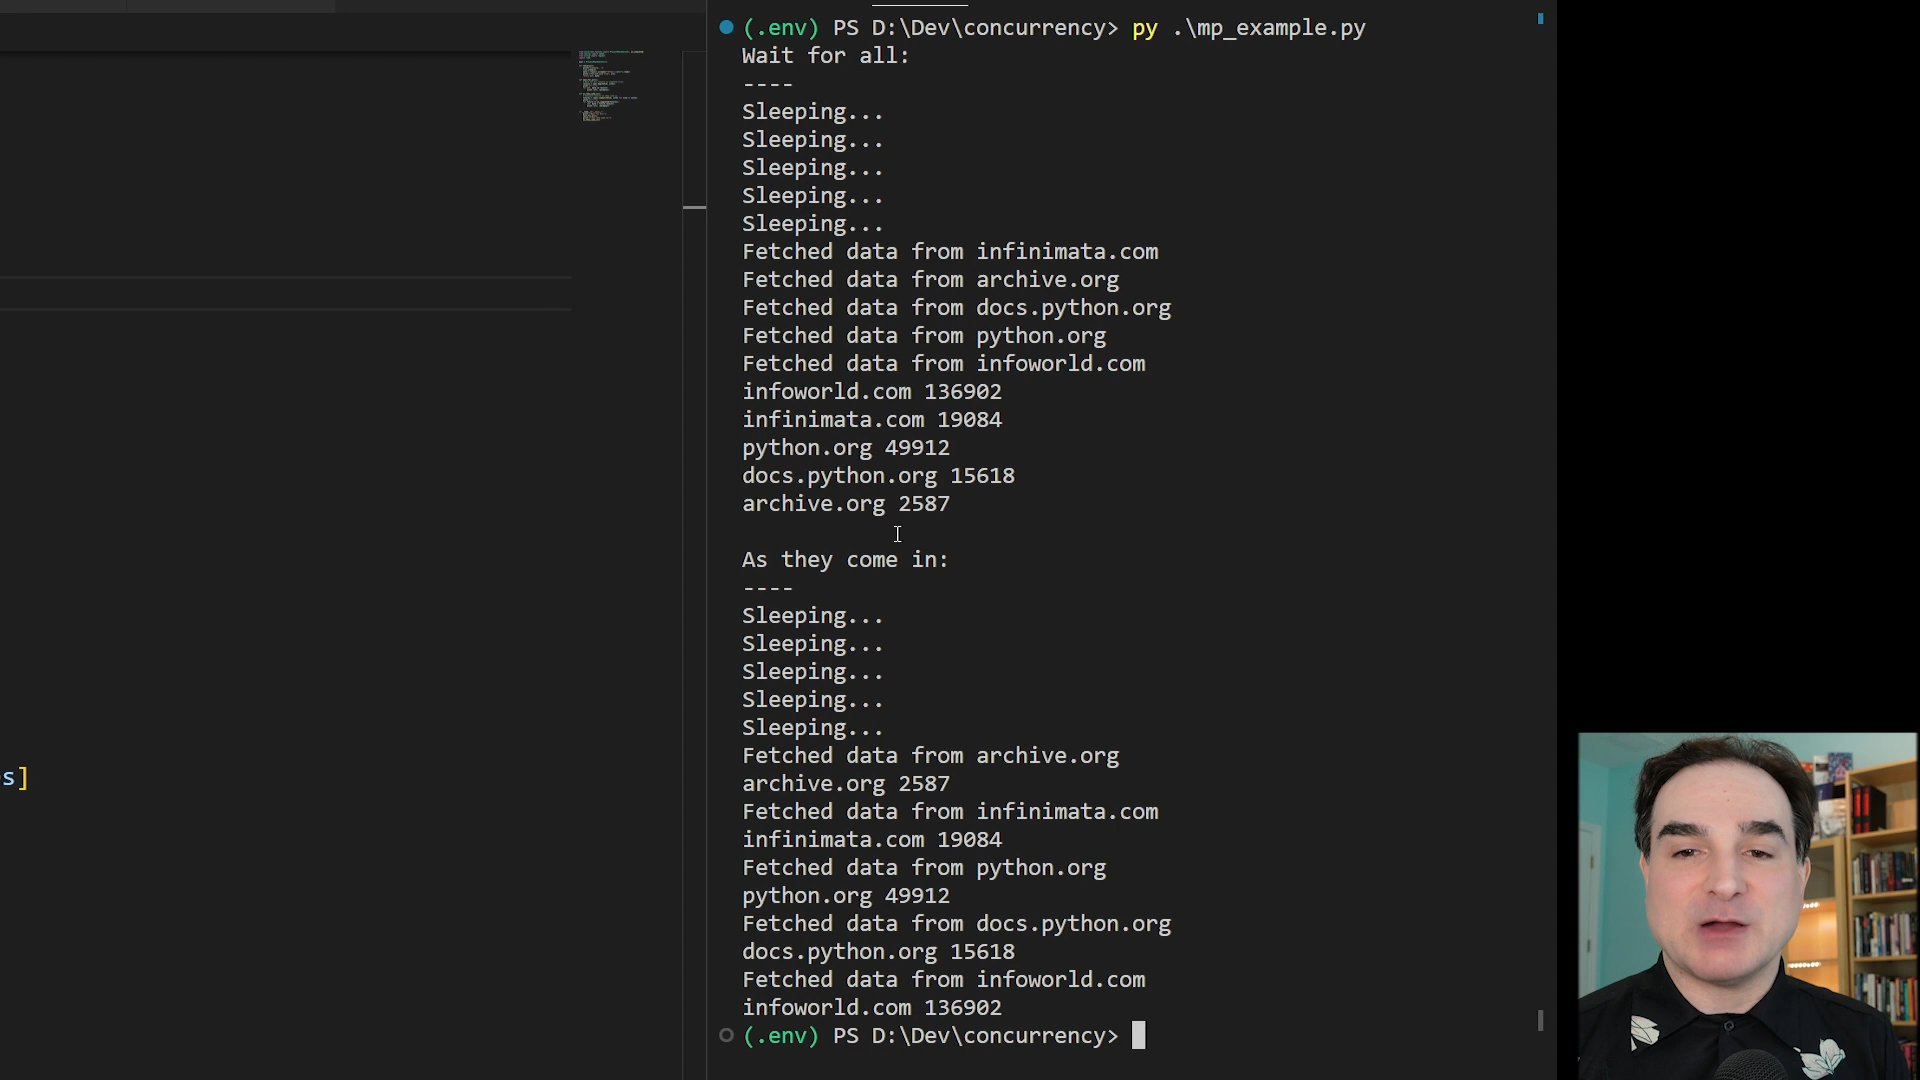 (.env) PS D:\Dev\concurrency> py .\mp_example.py
Wait for all:
----
Sleeping...
Sleeping...
Sleeping...
Sleeping...
Sleeping...
Fetched data from infinimata.com
Fetched data from archive.org
Fetched data from docs.python.org
Fetched data from python.org
Fetched data from infoworld.com
infoworld.com 136902
infinimata.com 19084
python.org 49912
docs.python.org 15618
archive.org 2587
As they come in:
----
Sleeping...
Sleeping...
Sleeping...
Sleeping...
Sleeping...
Fetched data from archive.org
archive.org 2587
Fetched data from infinimata.com
infinimata.com 19084
Fetched data from python.org
python.org 49912
Fetched data from docs.python.org
docs.python.org 15618
Fetched data from infoworld.com
infoworld.com 136902
(.env) PS D:\Dev\concurrency>
s]